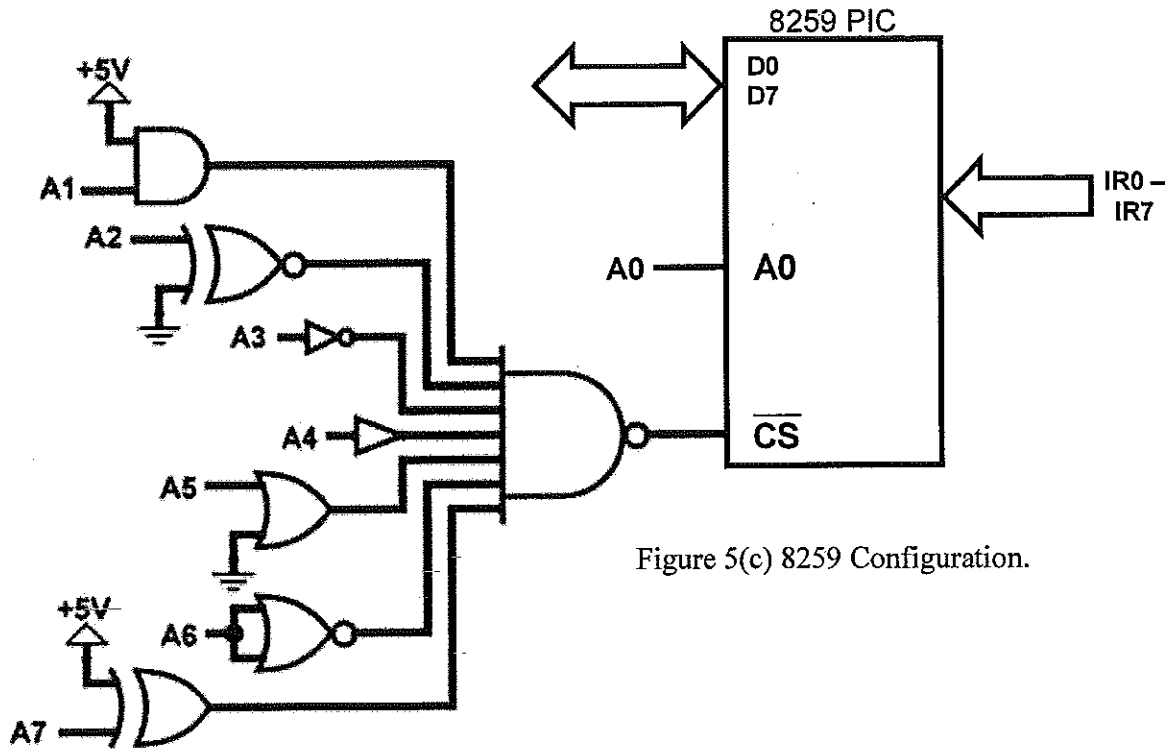 8259 PIC
+5V
D0
D7
A1
IR0 –
IR7
A2
A0
A0
A3
A4
CS
A5
Figure 5(c) 8259 Configuration.
+5V
A6
A7